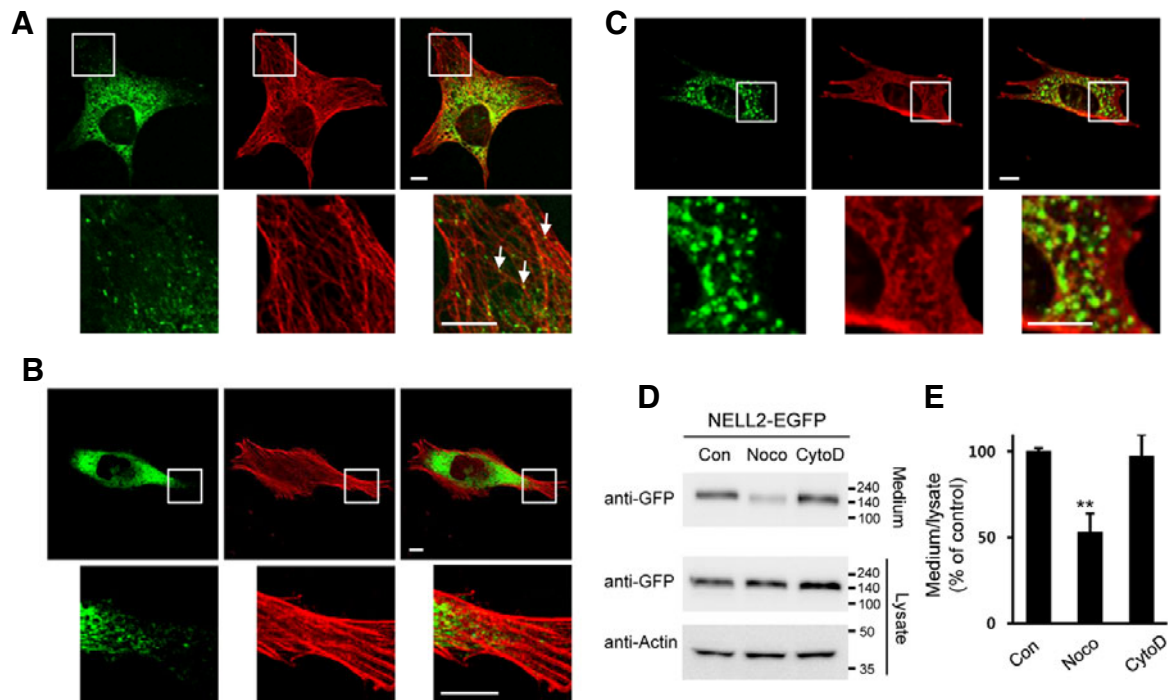 A
C
B
D
E
NELL2-EGFP
Con Noco CytoD
anti-GFP
240
140
100
Medium
anti-GFP
240
140
100
anti-Actin
50
35
Lysate
Medium/lysate
(% of control)
100
50
0
**
Con Noco CytoD